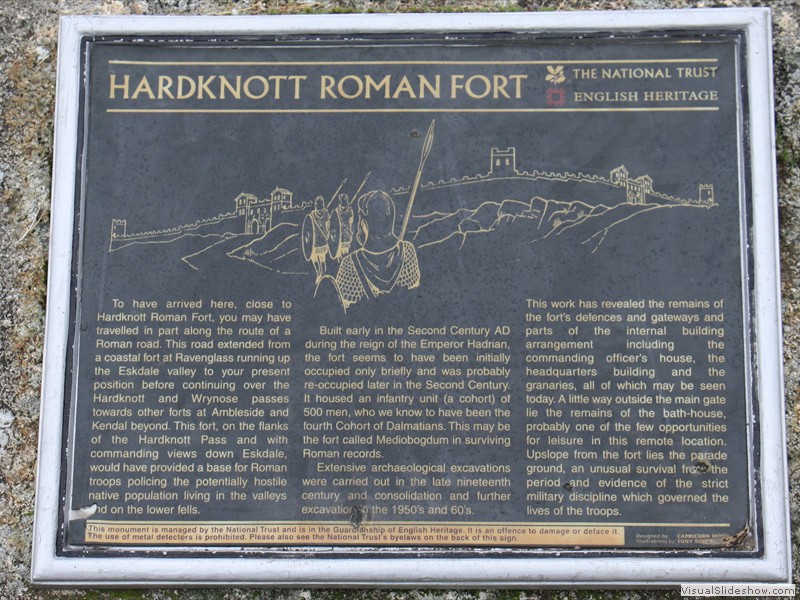 HARDKNOTT ROMAN FORT
THE NATIONAL TRUST
ENGLISH HERITAGE
To have arrived here, close to
Hardknott Roman Fort, you may have
travelled in part along the route of a
Roman road. This road extended from
a coastal fort at Ravenglass running up
the Eskdale valley to your present
position before continuing over the
Hardknott and Wrynose passes
towards other forts at Ambleside and
Kendal beyond. This fort, on the flanks
of the Hardknott Pass and with
commanding views down Eskdale,
would have provided a base for Roman
troops policing the potentially hostile
native population living in the valleys
and on the lower fells.
Built early in the Second Century AD
during the reign of the Emperor Hadrian,
the fort seems to have been initially
occupied only briefly and was probably
re-occupied later in the Second Century.
It housed an infantry unit (a cohort) of
500 men, who we know to have been the
fourth Cohort of Dalmatians. This may be
the fort called Mediobogdum in surviving
Roman records.
Extensive archaeological excavations
were carried out in the late nineteenth
century and consolidation and further
excavation in the 1950's and 60's.
This work has revealed the remains of
the fort's defences and gateways and
parts of the internal building
arrangement including the
commanding officer's house, the
headquarters building and the
granaries, all of which may be seen
today. A little way outside the main gate
lie the remains of the bath-house,
probably one of the few opportunities
for leisure in this remote location.
Upslope from the fort lies the parade
ground, an unusual survival from the
period and evidence of the strict
military discipline which governed the
lives of the troops.
This monument is managed by the National Trust and is in the Guardianship of English Heritage. It is an offence to damage or deface it.
The use of metal detectors is prohibited. Please also see the National Trust's byelaws on the back of this sign.
Designed by CAPRICORN
Illustrations by TONY
VisualSlideshow.com